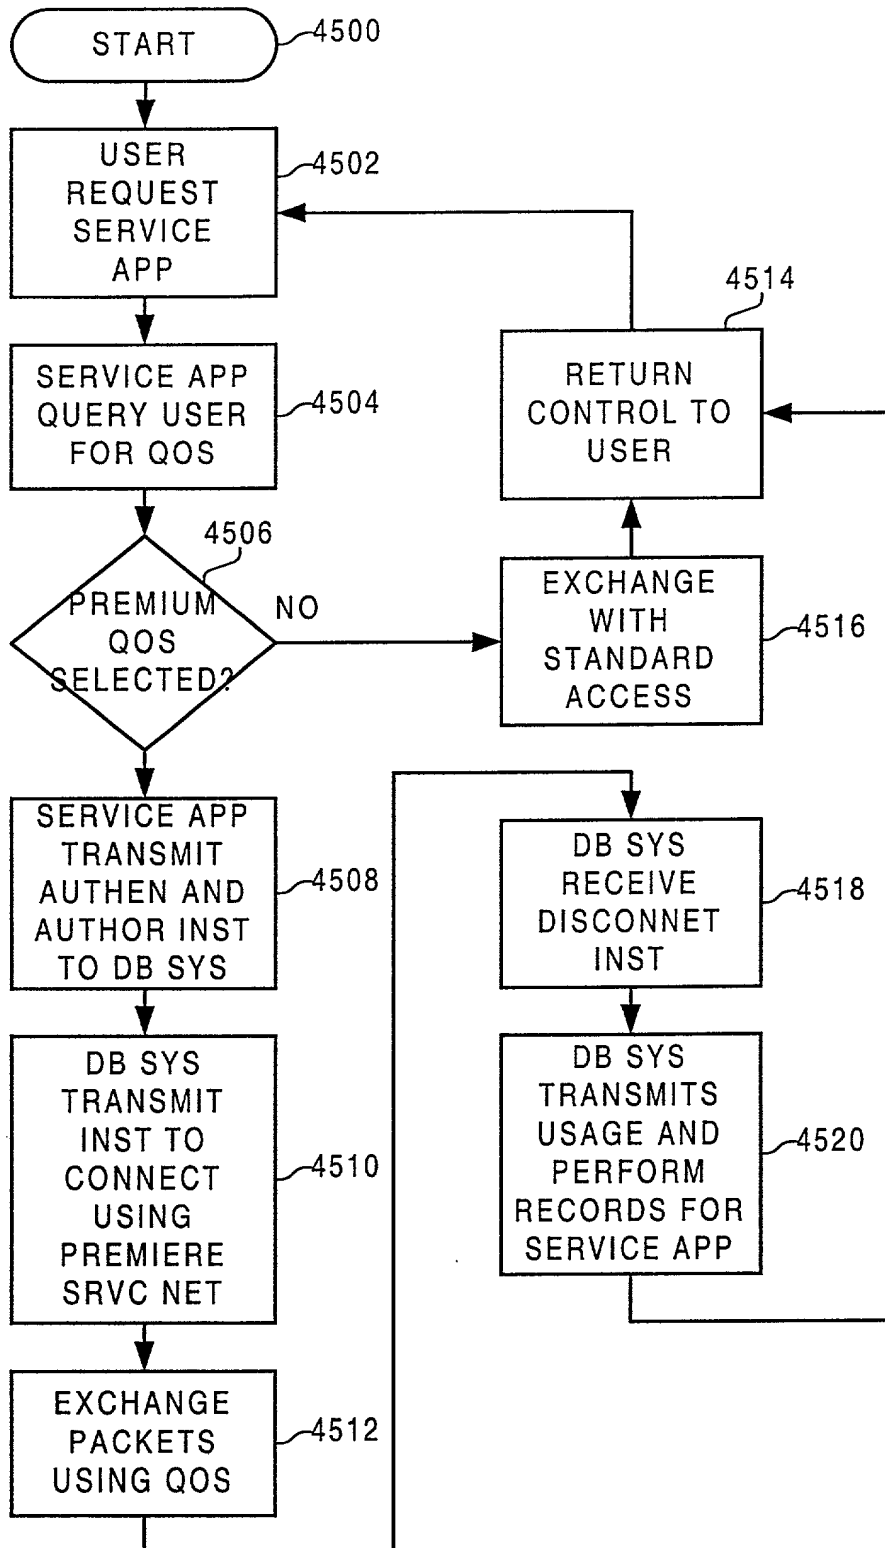 START
4500
USER
REQUEST
SERVICE
APP
4502
SERVICE APP
QUERY USER
FOR QOS
4504
4506
PREMIUM
QOS
SELECTED?
NO
SERVICE APP
TRANSMIT
AUTHEN AND
AUTHOR INST
TO DB SYS
4508
DB SYS
TRANSMIT
INST TO
CONNECT
USING
PREMIERE
SRVC NET
4510
EXCHANGE
PACKETS
USING QOS
4512
4514
RETURN
CONTROL TO
USER
EXCHANGE
WITH
STANDARD
ACCESS
4516
DB SYS
RECEIVE
DISCONNET
INST
4518
DB SYS
TRANSMITS
USAGE AND
PERFORM
RECORDS FOR
SERVICE APP
4520